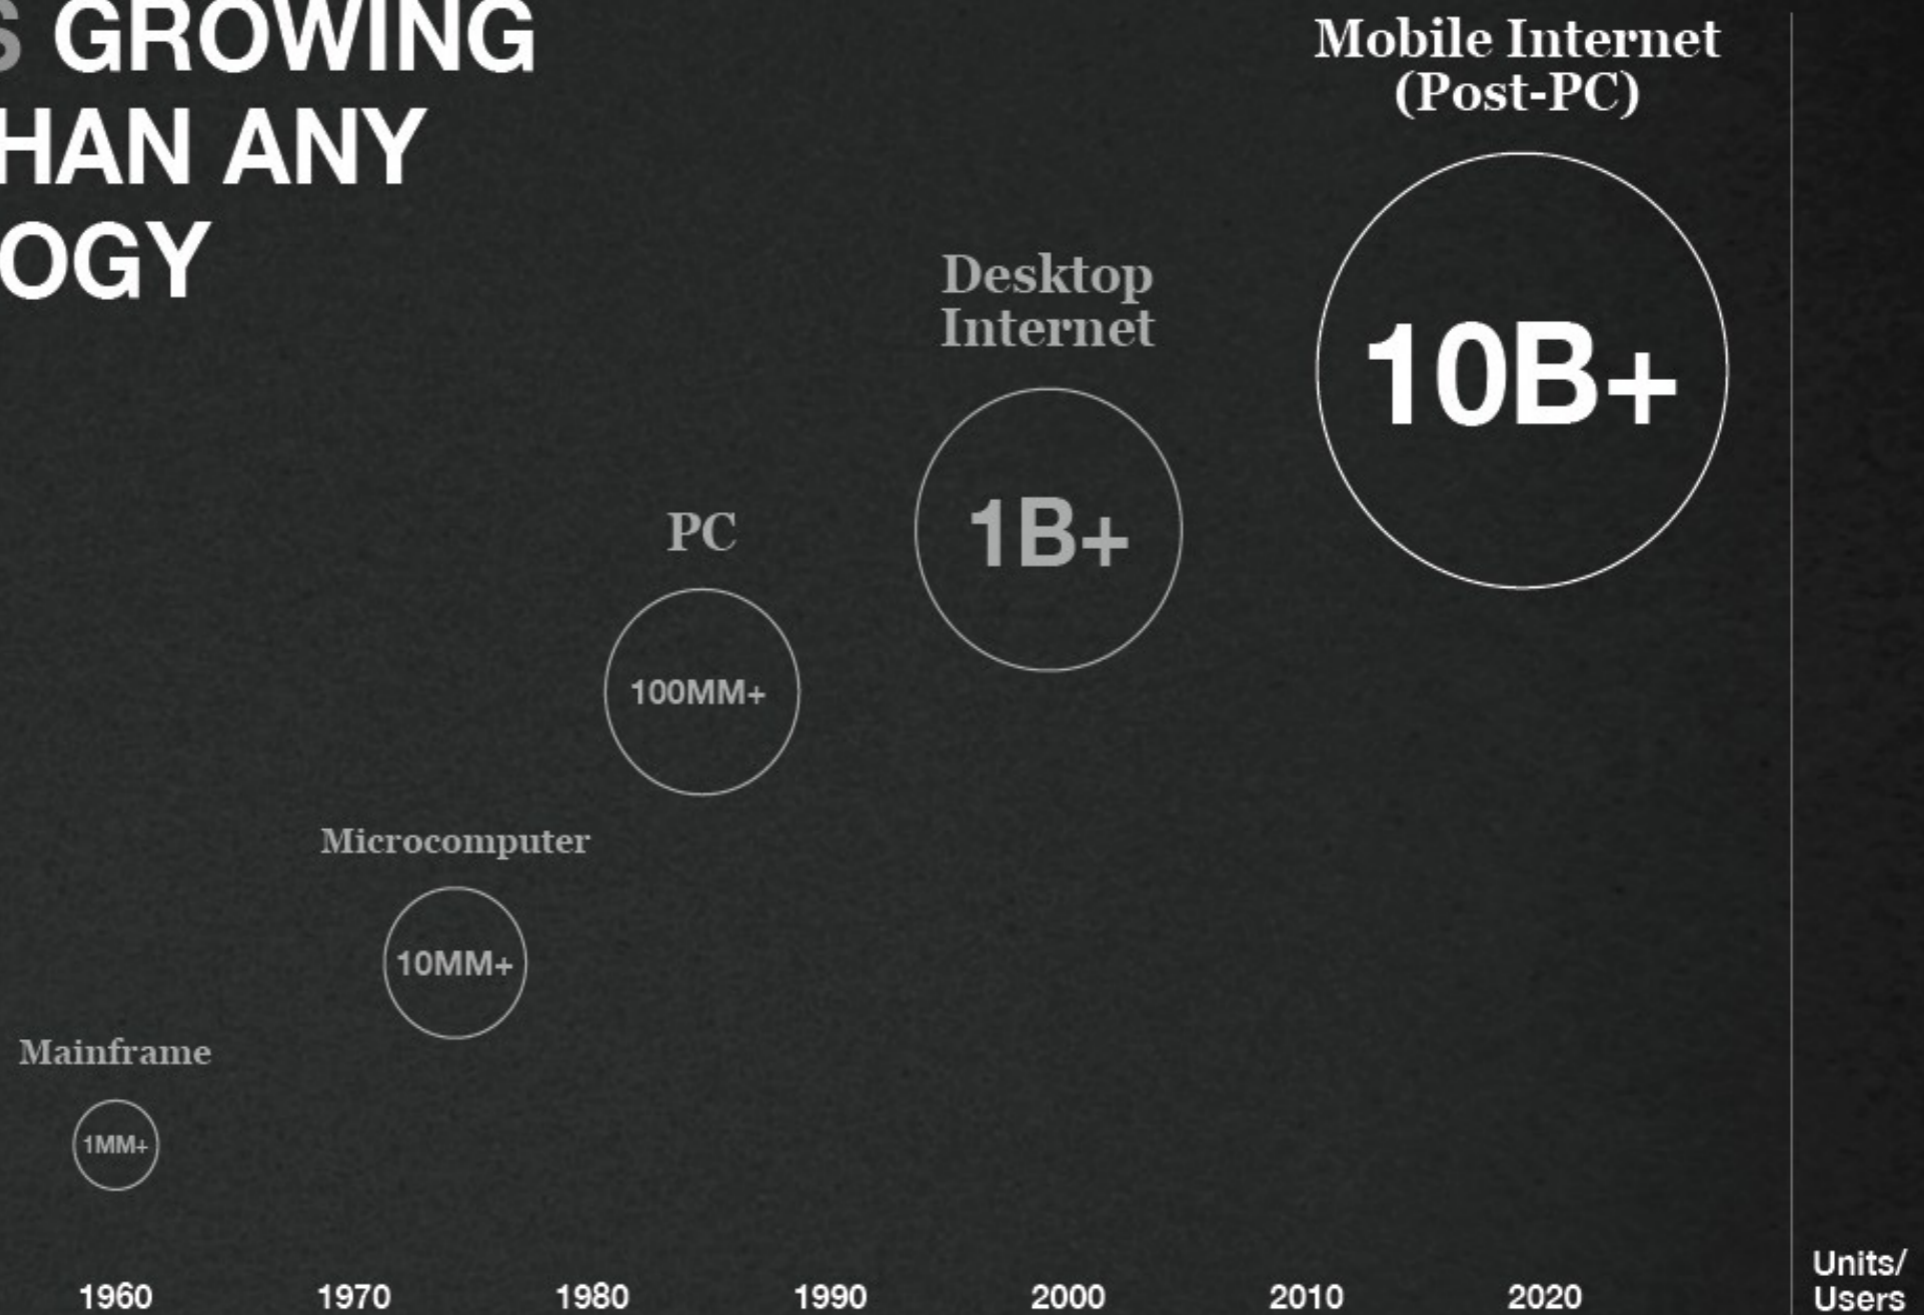 S GROWING
HAN ANY
OGY
Mobile Internet
(Post-PC)
10B+
Desktop
Internet
1B+
PC
100MM+
Microcomputer
10MM+
Mainframe
1MM+
1960 1970 1980 1990 2000 2010 2020
Units/
Users